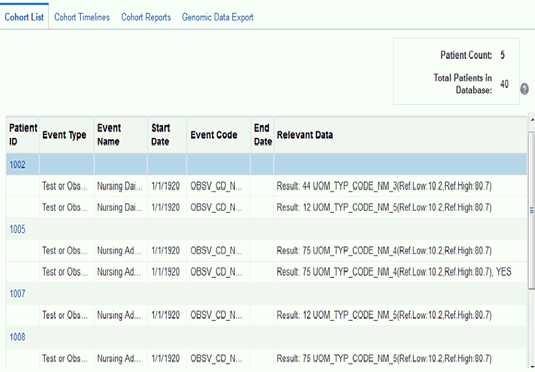 Cohort List Cohort Timelines Cohort Reports Genomic Data Export
Patient Count: 5
Total Patients in
Database: 40
Patient ID Event Type Event Name Start Date Event Code End Date Relevant Data
1002
Test or Obs... Nursing Dai... 1/1/1920 OBSV_CD_N... Result: 44 UOM_TYP_CODE_NM_3(Ref.Low:10.2,Ref.High:80.7)
Test or Obs... Nursing Dai... 1/1/1920 OBSV_CD_N... Result: 12 UOM_TYP_CODE_NM_5(Ref.Low:10.2,Ref.High:80.7)
1005
Test or Obs... Nursing Ad... 1/1/1920 OBSV_CD_N... Result: 75 UOM_TYP_CODE_NM_4(Ref.Low:10.2,Ref.High:80.7)
Test or Obs... Nursing Ad... 1/1/1920 OBSV_CD_N... Result: 75 UOM_TYP_CODE_NM_4(Ref.Low:10.2,Ref.High:80.7), YES
1007
Test or Obs... Nursing Ad... 1/1/1920 OBSV_CD_N... Result: 12 UOM_TYP_CODE_NM_5(Ref.Low:10.2,Ref.High:80.7)
1008
Test or Obs... Nursing Ad... 1/1/1920 OBSV_CD_N... Result: 75 UOM_TYP_CODE_NM_5(Ref.Low:10.2,Ref.High:80.7)